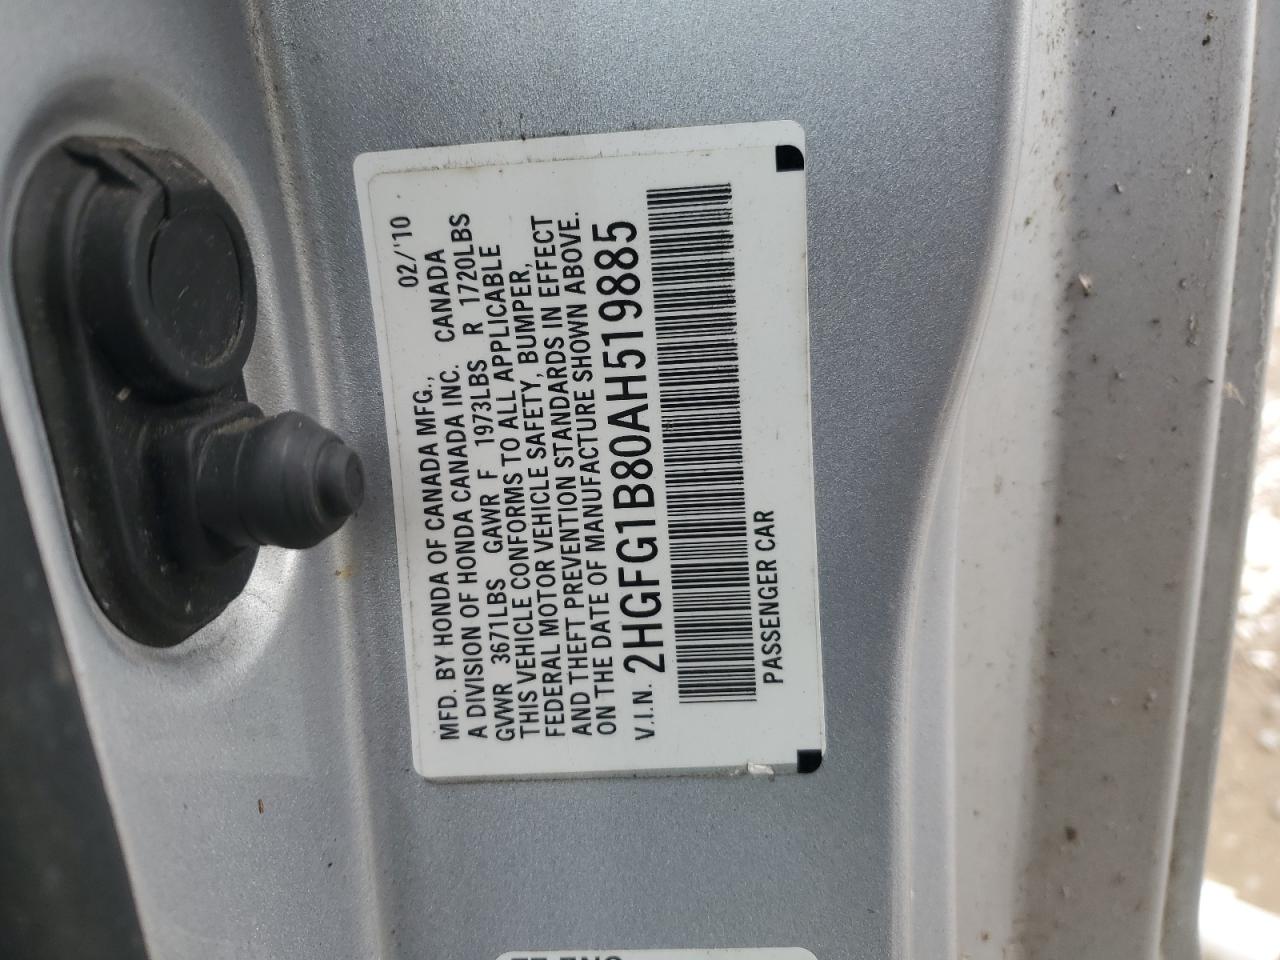 MFD. BY HONDA OF CANADA MFG., 02/'10
A DIVISION OF HONDA CANADA INC. CANADA
GVWR 3671LBS GAWR F 1973LBS R 1720LBS
THIS VEHICLE CONFORMS TO ALL APPLICABLE
FEDERAL MOTOR VEHICLE SAFETY, BUMPER,
AND THEFT PREVENTION STANDARDS IN EFFECT
ON THE DATE OF MANUFACTURE SHOWN ABOVE.
V.I.N. 2HGFG1B80AH519885
PASSENGER CAR